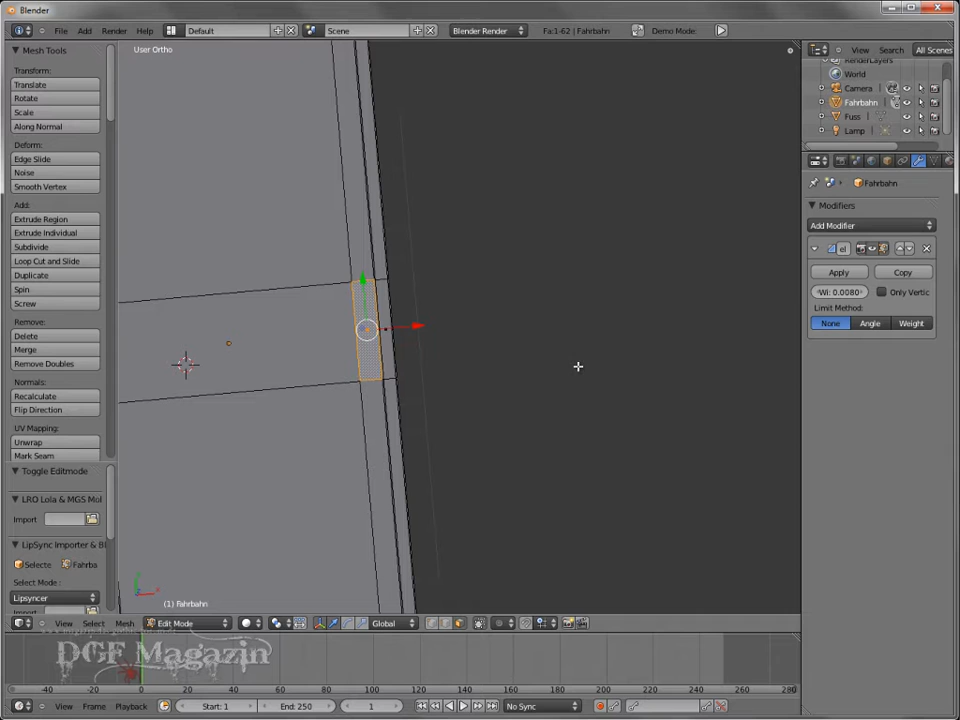 Blender
File Add Render Help
Default
Scene
Blender Render
Fa:1-62 | Fahrbahn
Demo Mode:
View Search All Scenes
Mesh Tools
Transform:
Translate
Rotate
Scale
Along Normal
Deform:
Edge Slide
Noise
Smooth Vertex
Add:
Extrude Region
Extrude Individual
Subdivide
Loop Cut and Slide
Duplicate
Spin
Screw
Remove:
Delete
Merge
Remove Doubles
Normals:
Recalculate
Flip Direction
UV Mapping:
Unwrap
Mark Seam
Toggle Editmode
LRO Lola & MGS Mol
Import
LipSync Importer & Bl
Selecte Fahrba
Select Mode :
Lipsyncer
Import
User Ortho
(1) Fahrbahn
RenderLayers
World
Camera
Fahrbahn
Fuss
Lamp
Fahrbahn
Modifiers
Add Modifier
el
Apply Copy
Wi: 0.0080 Only Vertic
Limit Method:
None Angle Weight
View Select Mesh Edit Mode Global
DGF Magazin
-40 -20 0 20 40 60 80 100 120 140 160 180 200 220 240 260 280
View Frame Playback Start: 1 End: 250 1 No Sync